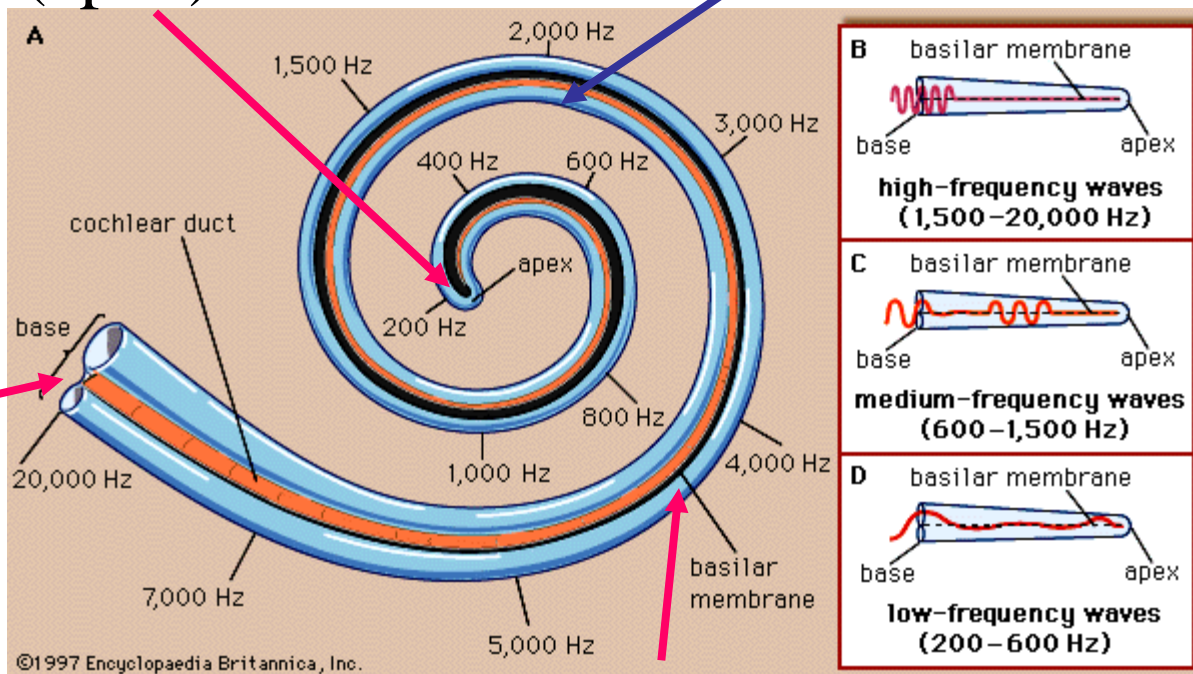 A
2,000 Hz
1,500 Hz
3,000 Hz
400 Hz
600 Hz
cochlear duct
apex
200 Hz
base
800 Hz
1,000 Hz
4,000 Hz
20,000 Hz
basilar
membrane
7,000 Hz
5,000 Hz
©1997 Encyclopaedia Britannica, Inc.
B
basilar membrane
base
apex
high-frequency waves
(1,500–20,000 Hz)
C
basilar membrane
base
apex
medium-frequency waves
(600–1,500 Hz)
D
basilar membrane
base
apex
low-frequency waves
(200–600 Hz)